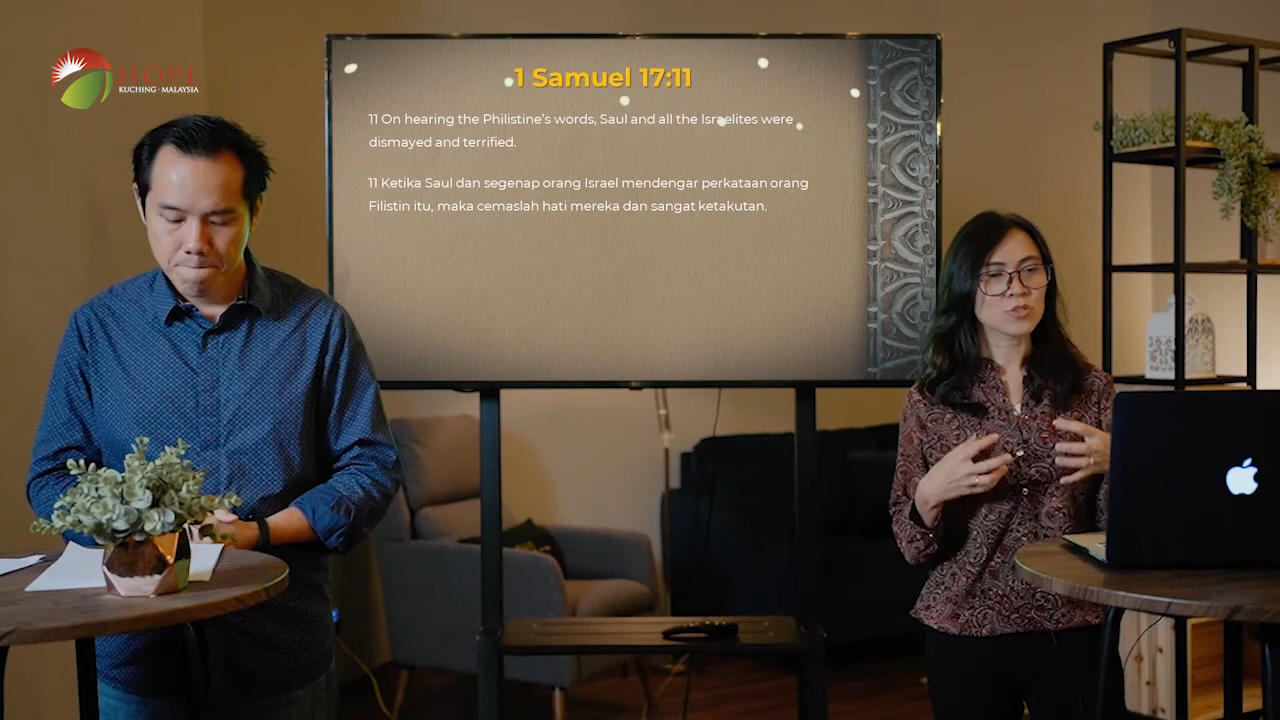 HOPE
KUCHING · MALAYSIA
1 Samuel 17:11
11 On hearing the Philistine's words, Saul and all the Israelites were
dismayed and terrified.
11 Ketika Saul dan segenap orang Israel mendengar perkataan orang
Filistin itu, maka cemaslah hati mereka dan sangat ketakutan.